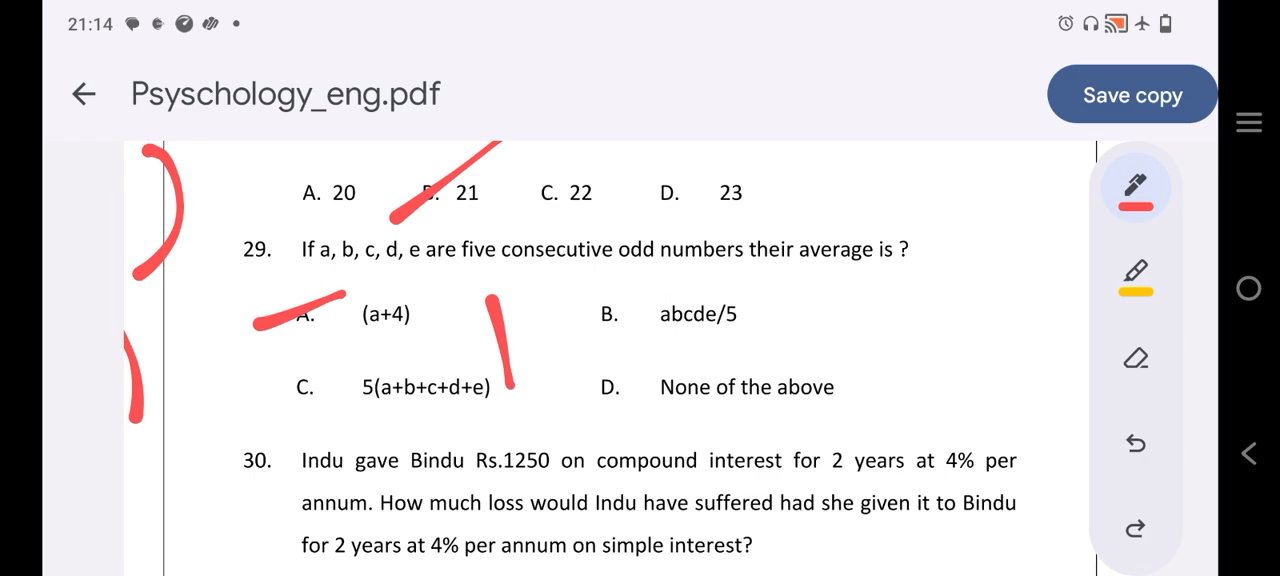 21:14
Psyschology_eng.pdf
Save copy
A. 20 B. 21 C. 22 D. 23
29. If a, b, c, d, e are five consecutive odd numbers their average is ?
A. (a+4) B. abcde/5
C. 5(a+b+c+d+e) D. None of the above
30. Indu gave Bindu Rs.1250 on compound interest for 2 years at 4% per
annum. How much loss would Indu have suffered had she given it to Bindu
for 2 years at 4% per annum on simple interest?